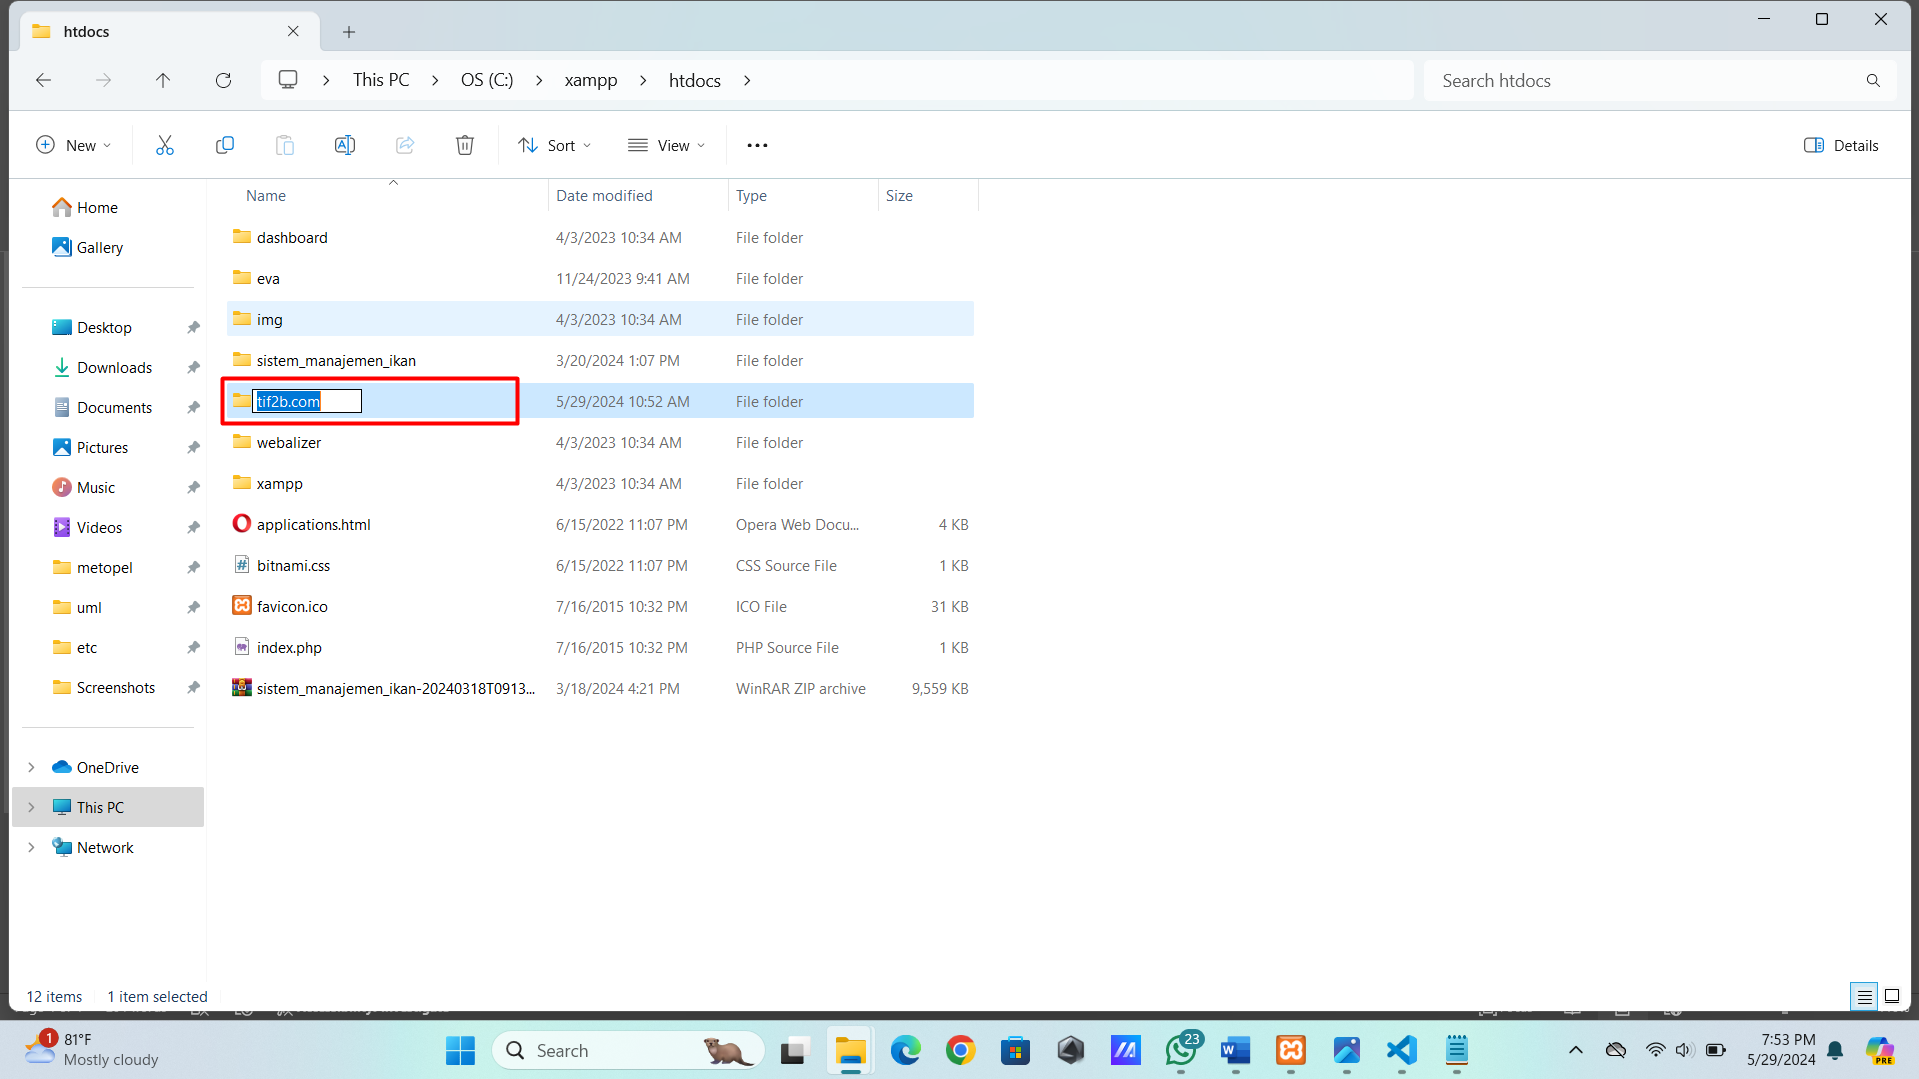 htdocs
This PC
OS (C:)
xampp
htdocs
Search htdocs
New
Sort
View
Details
Name Date modified Type Size
Home
Gallery
Desktop
Downloads
Documents
Pictures
Music
Videos
metopel
uml
etc
Screenshots
OneDrive
This PC
Network
dashboard 4/3/2023 10:34 AM File folder
eva 11/24/2023 9:41 AM File folder
img 4/3/2023 10:34 AM File folder
sistem_manajemen_ikan 3/20/2024 1:07 PM File folder
tif2b.com 5/29/2024 10:52 AM File folder
webalizer 4/3/2023 10:34 AM File folder
xampp 4/3/2023 10:34 AM File folder
applications.html 6/15/2022 11:07 PM Opera Web Docu... 4 KB
bitnami.css 6/15/2022 11:07 PM CSS Source File 1 KB
favicon.ico 7/16/2015 10:32 PM ICO File 31 KB
index.php 7/16/2015 10:32 PM PHP Source File 1 KB
sistem_manajemen_ikan-20240318T0913... 3/18/2024 4:21 PM WinRAR ZIP archive 9,559 KB
12 items 1 item selected
1
81°F
Mostly cloudy
Search
23
7:53 PM
5/29/2024
PRE